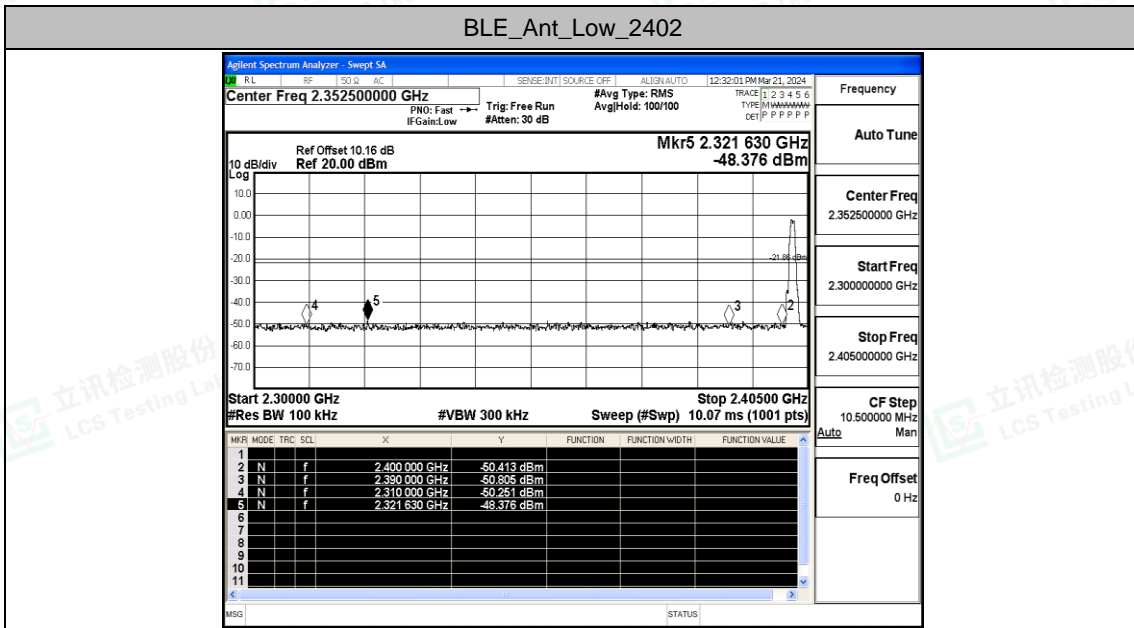 BLE_Ant_Low_2402
Agilent Spectrum Analyzer - Swept SA
RL RF 50 Ω AC SENSE:INT SOURCE OFF ALIGN AUTO 12:32:01 PM Mar 21, 2024
Center Freq 2.352500000 GHz
#Avg Type: RMS
TRACE 1 2 3 4 5 6
PNO: Fast
Trig: Free Run
Avg|Hold: 100/100
TYPE M WWWWW
IFGain:Low
#Atten: 30 dB
DET P P P P P P
Ref Offset 10.16 dB
Mkr5 2.321 630 GHz
10 dB/div
Ref 20.00 dBm
-48.376 dBm
Log
10.0
0.00
-10.0
-20.0
-21.86 dBm
-30.0
-40.0
4
5
3
2
-50.0
-60.0
-70.0
Start 2.30000 GHz
Stop 2.40500 GHz
#Res BW 100 kHz
#VBW 300 kHz
Sweep (#Swp) 10.07 ms (1001 pts)
MKR MODE TRC SCL X Y FUNCTION FUNCTION WIDTH FUNCTION VALUE
1
2 N f 2.400 000 GHz -50.413 dBm
3 N f 2.390 000 GHz -50.805 dBm
4 N f 2.310 000 GHz -50.251 dBm
5 N f 2.321 630 GHz -48.376 dBm
6
7
8
9
10
11
MSG
STATUS
Frequency
Auto Tune
Center Freq
2.352500000 GHz
Start Freq
2.300000000 GHz
Stop Freq
2.405000000 GHz
CF Step
10.500000 MHz
Auto Man
Freq Offset
0 Hz
立讯检测股份
LCS Testing Lab
立讯检测股份
LCS Testing L